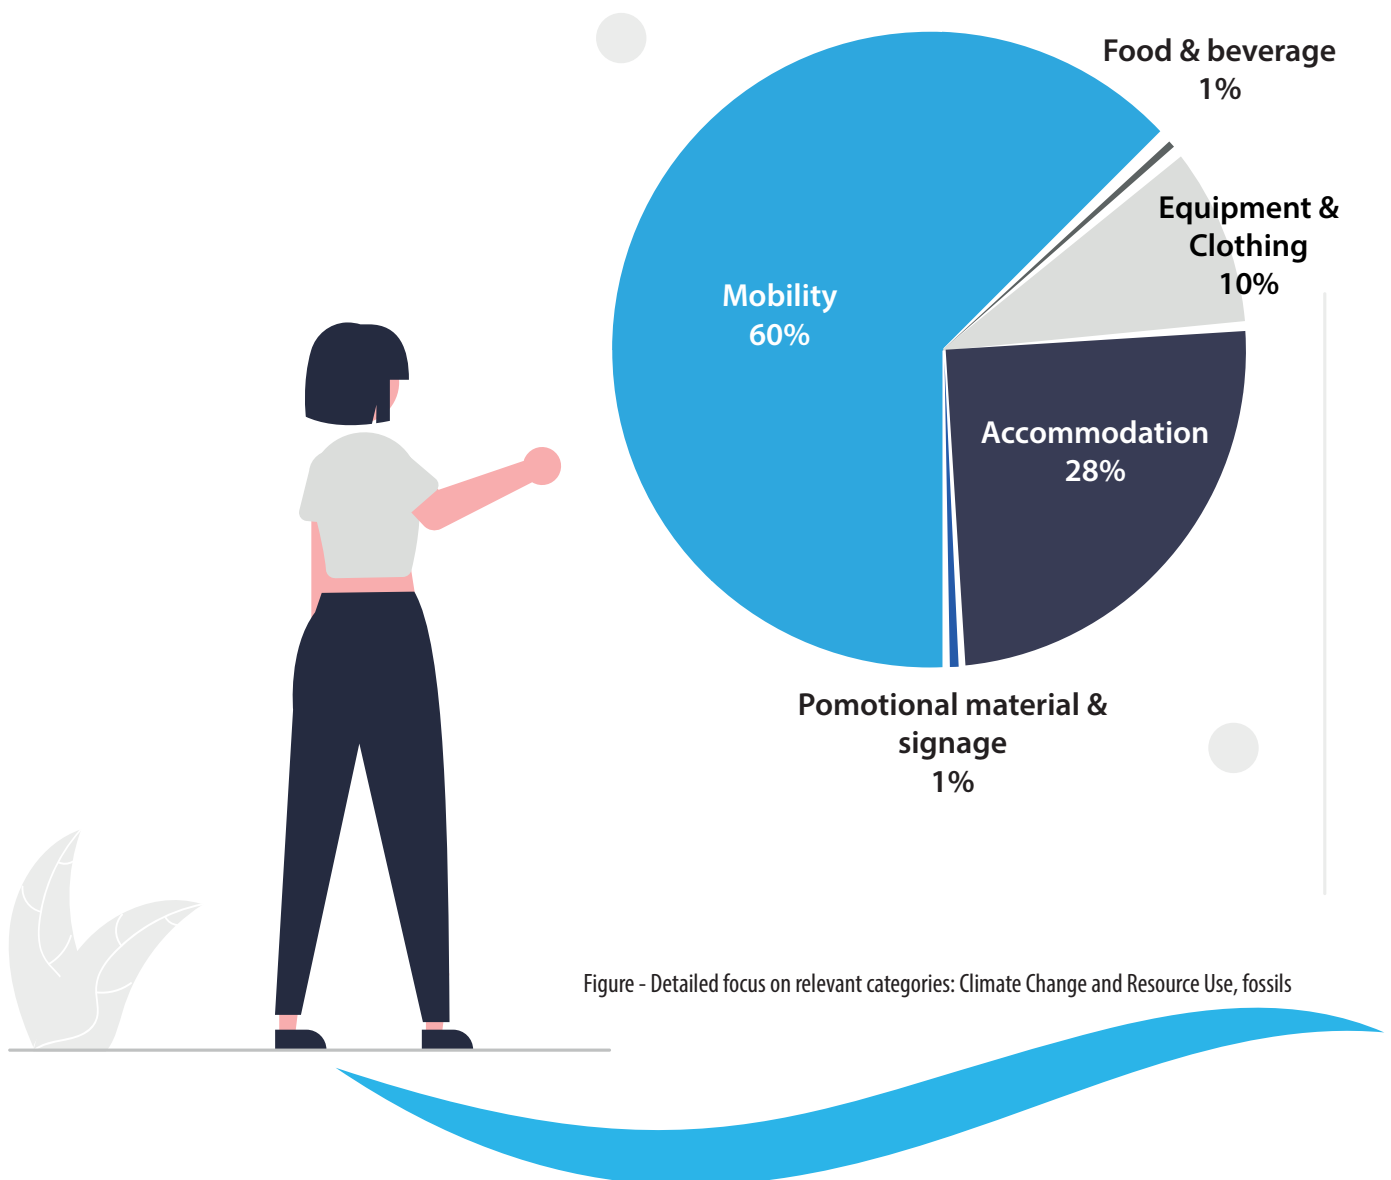 Food & beverage
1%
Equipment &
Clothing
10%
Mobility
60%
Accommodation
28%
Pomotional material &
signage
1%
Figure - Detailed focus on relevant categories: Climate Change and Resource Use, fossils